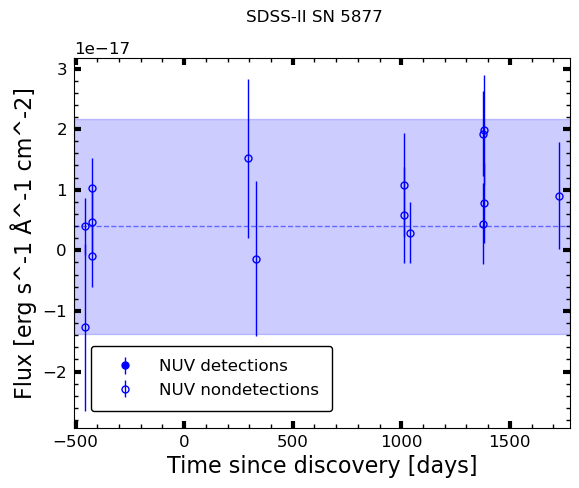 SDSS-II SN 5877
1e−17
Flux [erg s^-1 Å^-1 cm^-2]
3
2
1
0
−1
−2
NUV detections
NUV nondetections
−500 0 500 1000 1500
Time since discovery [days]